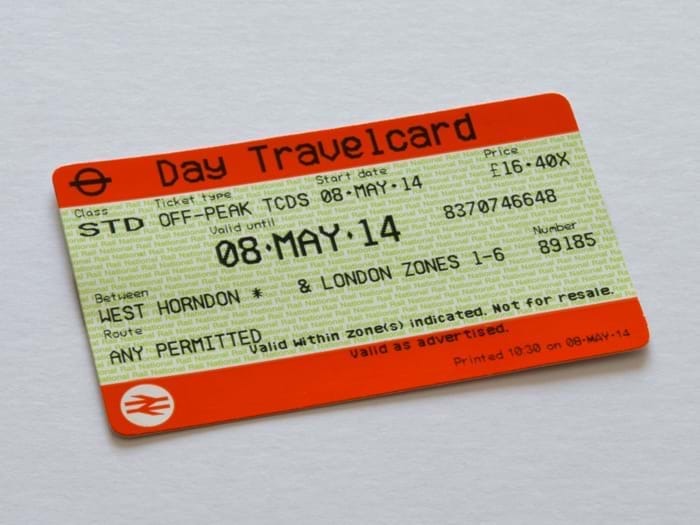 Day Travelcard
Class Ticket type Start date Price
STD OFF-PEAK TCDS 08·MAY·14 £16·40X
Valid until
08·MAY·14 8370746648
Between Number
WEST HORNDON * & LONDON ZONES 1-6 89185
Route
ANY PERMITTED Valid within zone(s) indicated. Not for resale.
Valid as advertised.
Printed 10:30 on 08·MAY·14